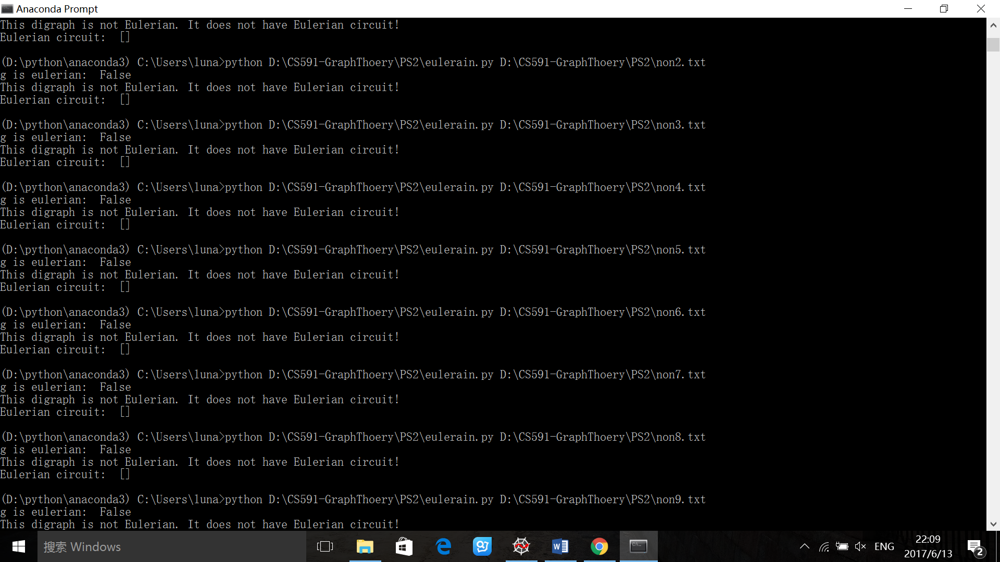 Anaconda Prompt
This digraph is not Eulerian. It does not have Eulerian circuit!
Eulerian circuit:  []
(D:\python\anaconda3) C:\Users\luna>python D:\CS591-GraphThoery\PS2\eulerain.py D:\CS591-GraphThoery\PS2\non2.txt
g is eulerian:  False
This digraph is not Eulerian. It does not have Eulerian circuit!
Eulerian circuit:  []
(D:\python\anaconda3) C:\Users\luna>python D:\CS591-GraphThoery\PS2\eulerain.py D:\CS591-GraphThoery\PS2\non3.txt
g is eulerian:  False
This digraph is not Eulerian. It does not have Eulerian circuit!
Eulerian circuit:  []
(D:\python\anaconda3) C:\Users\luna>python D:\CS591-GraphThoery\PS2\eulerain.py D:\CS591-GraphThoery\PS2\non4.txt
g is eulerian:  False
This digraph is not Eulerian. It does not have Eulerian circuit!
Eulerian circuit:  []
(D:\python\anaconda3) C:\Users\luna>python D:\CS591-GraphThoery\PS2\eulerain.py D:\CS591-GraphThoery\PS2\non5.txt
g is eulerian:  False
This digraph is not Eulerian. It does not have Eulerian circuit!
Eulerian circuit:  []
(D:\python\anaconda3) C:\Users\luna>python D:\CS591-GraphThoery\PS2\eulerain.py D:\CS591-GraphThoery\PS2\non6.txt
g is eulerian:  False
This digraph is not Eulerian. It does not have Eulerian circuit!
Eulerian circuit:  []
(D:\python\anaconda3) C:\Users\luna>python D:\CS591-GraphThoery\PS2\eulerain.py D:\CS591-GraphThoery\PS2\non7.txt
g is eulerian:  False
This digraph is not Eulerian. It does not have Eulerian circuit!
Eulerian circuit:  []
(D:\python\anaconda3) C:\Users\luna>python D:\CS591-GraphThoery\PS2\eulerain.py D:\CS591-GraphThoery\PS2\non8.txt
g is eulerian:  False
This digraph is not Eulerian. It does not have Eulerian circuit!
Eulerian circuit:  []
(D:\python\anaconda3) C:\Users\luna>python D:\CS591-GraphThoery\PS2\eulerain.py D:\CS591-GraphThoery\PS2\non9.txt
g is eulerian:  False
This digraph is not Eulerian. It does not have Eulerian circuit!
搜索 Windows
ENG
22:09
2017/6/13
2